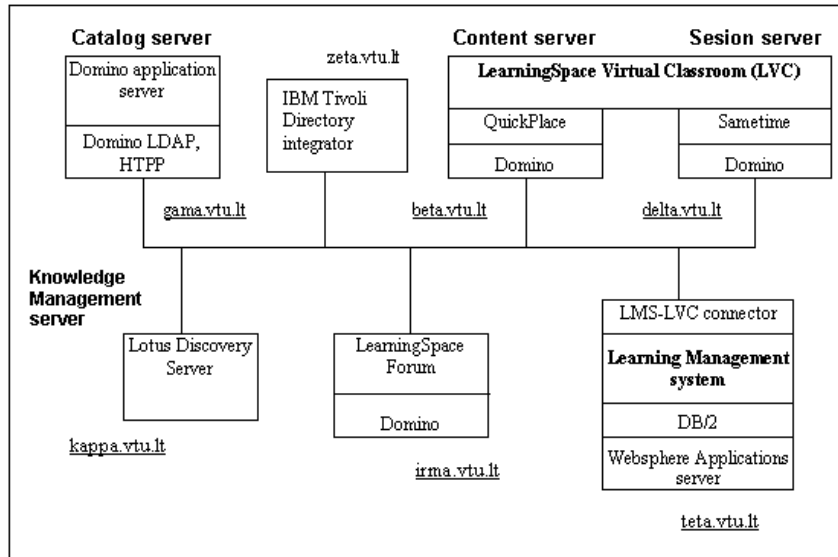 Catalog server
Content server
Sesion server
Domino application
server
Domino LDAP,
HTPP
gama.vtu.lt
zeta.vtu.lt
IBM Tivoli
Directory
integrator
LearningSpace Virtual Classroom (LVC)
QuickPlace
Domino
beta.vtu.lt
Sametime
Domino
delta.vtu.lt
Knowledge
Management
server
Lotus Discovery
Server
kappa.vtu.lt
LearningSpace
Forum
Domino
irma.vtu.lt
LMS-LVC connector
Learning Management
system
DB/2
Websphere Applications
server
teta.vtu.lt